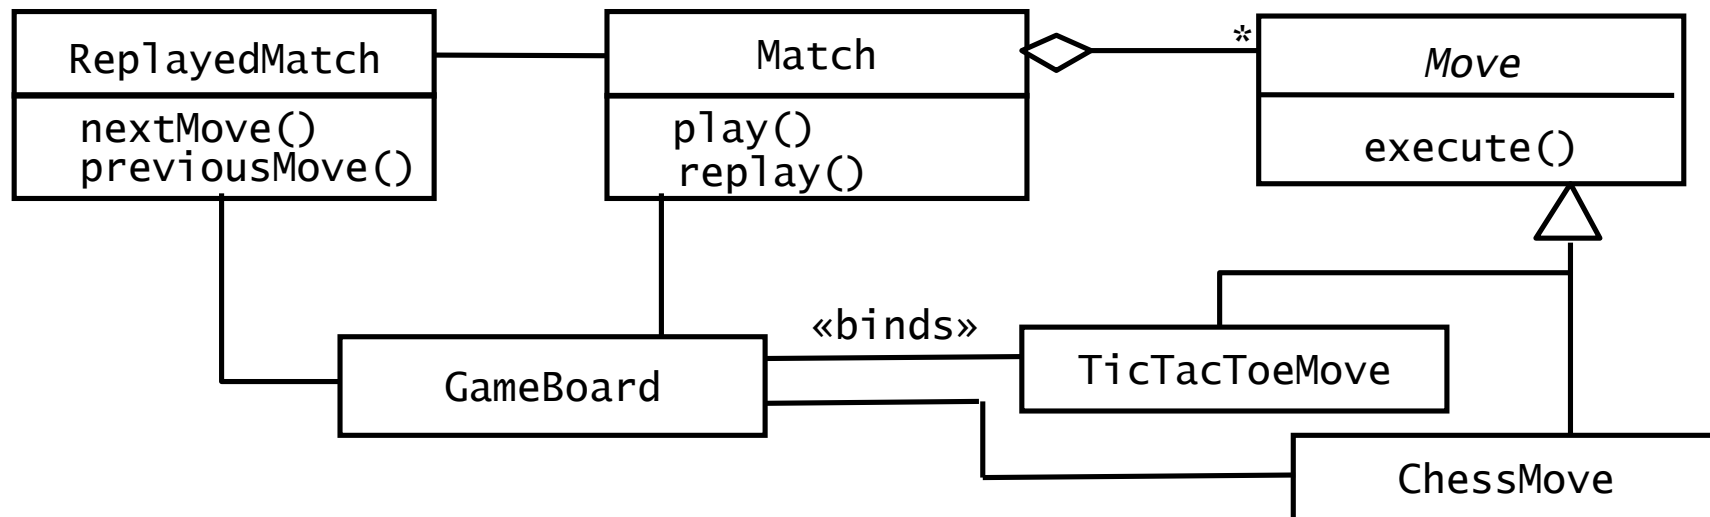 ReplayedMatch
nextMove()
previousMove()
Match
play()
replay()
*
Move
execute()
GameBoard
«binds»
TicTacToeMove
ChessMove